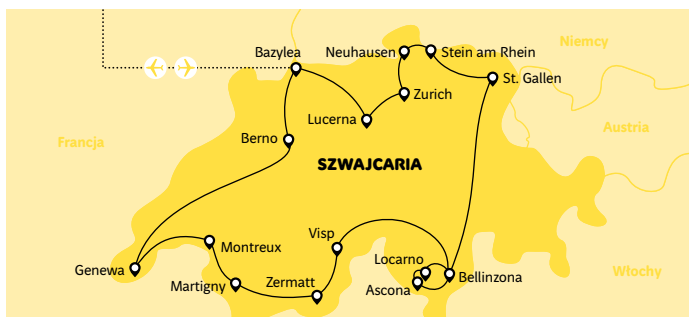 Bazylea
Neuhausen
Stein am Rhein
Niemcy
St. Gallen
Zurich
Lucerna
Austria
Francja
Berno
SZWAJCARIA
Visp
Montreux
Locarno
Genewa
Martigny
Zermatt
Ascona
Bellinzona
Włochy